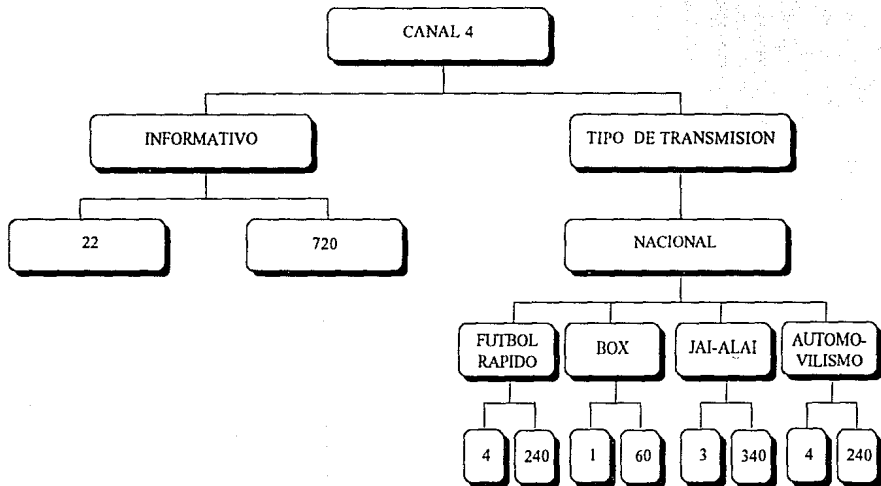 CANAL 4
INFORMATIVO
TIPO DE TRANSMISION
22
720
NACIONAL
FUTBOL
RAPIDO
BOX
JAI-ALAI
AUTOMO-
VILISMO
4
240
1
60
3
340
4
240